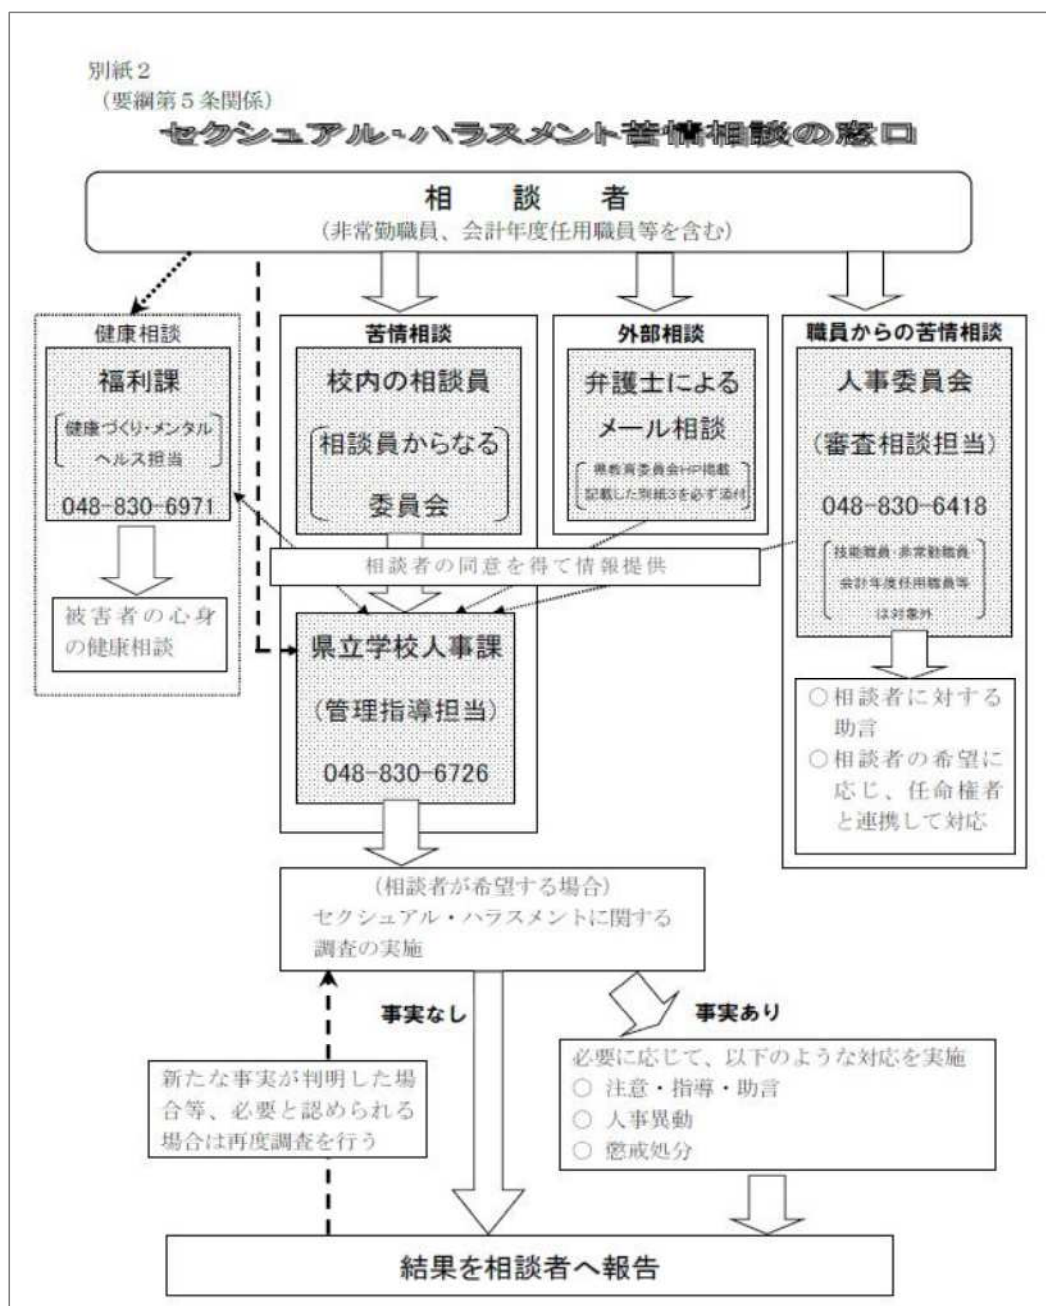 別紙２
（要綱第５条関係）
セクシュアル・ハラスメント苦情相談の窓口
相　談　者
（非常勤職員、会計年度任用職員等を含む）
健康相談
福利課
健康づくり・メンタル
ヘルス担当
048-830-6971
被害者の心身
の健康相談
苦情相談
校内の相談員
相談員からなる
委員会
外部相談
弁護士による
メール相談
県教育委員会HP掲載
記載した別紙3を必ず添付
職員からの苦情相談
人事委員会
（審査相談担当）
048-830-6418
技能職員・非常勤職員
会計年度任用職員等
は対象外
相談者の同意を得て情報提供
県立学校人事課
（管理指導担当）
048-830-6726
○相談者に対する
助言
○相談者の希望に
応じ、任命権者
と連携して対応
（相談者が希望する場合）
セクシュアル・ハラスメントに関する
調査の実施
事実なし
事実あり
新たな事実が判明した場
合等、必要と認められる
場合は再度調査を行う
必要に応じて、以下のような対応を実施
○ 注意・指導・助言
○ 人事異動
○ 懲戒処分
結果を相談者へ報告